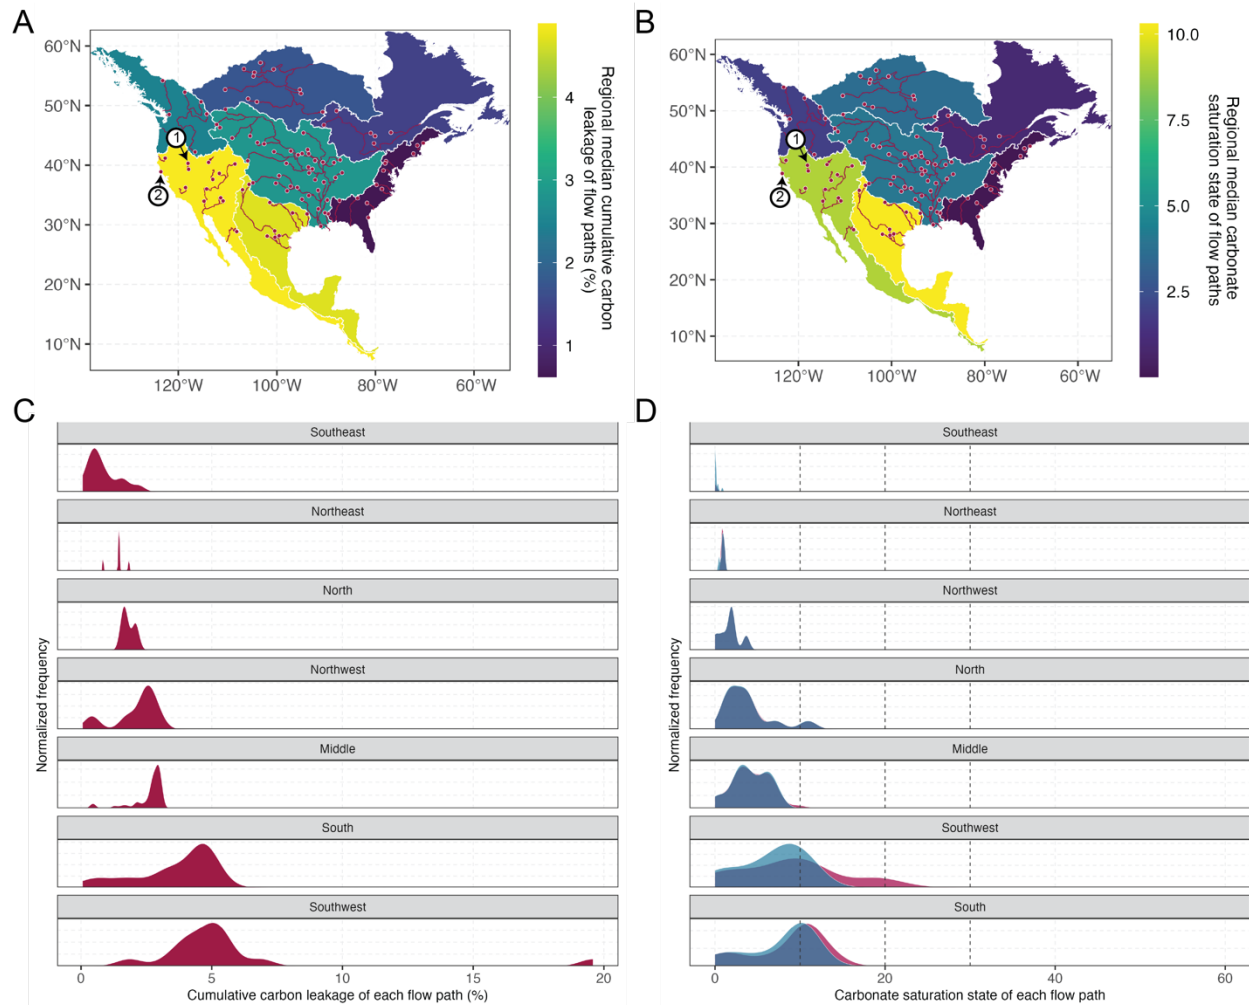 A
60°N
50°N
40°N
30°N
20°N
10°N
120°W
100°W
80°W
60°W
1
2
4
3
2
1
Regional median cumulative carbon
leakage of flow paths (%)
B
60°N
50°N
40°N
30°N
20°N
10°N
120°W
100°W
80°W
60°W
1
2
10.0
7.5
5.0
2.5
Regional median carbonate
saturation state of flow paths
C
Normalized frequency
Southeast
Northeast
North
Northwest
Middle
South
Southwest
0
5
10
15
20
Cumulative carbon leakage of each flow path (%)
D
Normalized frequency
Southeast
Northeast
Northwest
North
Middle
Southwest
South
0
20
40
60
Carbonate saturation state of each flow path